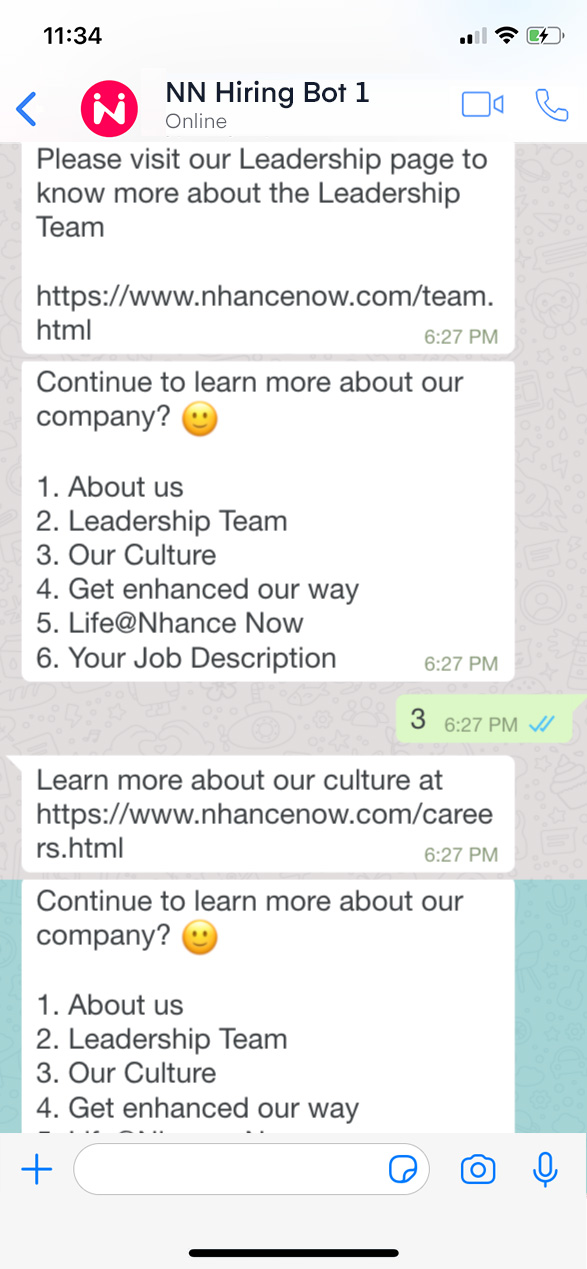 11:34
NN Hiring Bot 1
Online
Please visit our Leadership page to
know more about the Leadership
Team
https://www.nhancenow.com/team.
html
6:27 PM
Continue to learn more about our
company? 🙂
1. About us
2. Leadership Team
3. Our Culture
4. Get enhanced our way
5. Life@Nhance Now
6. Your Job Description
6:27 PM
3 6:27 PM
Learn more about our culture at
https://www.nhancenow.com/caree
rs.html
6:27 PM
Continue to learn more about our
company? 🙂
1. About us
2. Leadership Team
3. Our Culture
4. Get enhanced our way